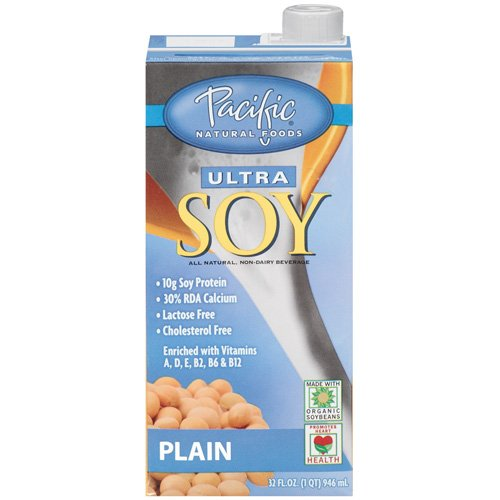 Pacific®
NATURAL FOODS
ULTRA
SOY
ALL NATURAL, NON-DAIRY BEVERAGE
• 10g Soy Protein
• 30% RDA Calcium
• Lactose Free
• Cholesterol Free
Enriched with Vitamins
A, D, E, B2, B6 & B12
MADE WITH
ORGANIC
SOYBEANS
PROMOTES HEART
HEALTH
PLAIN
32 FL. OZ. (1 QT) 946 mL